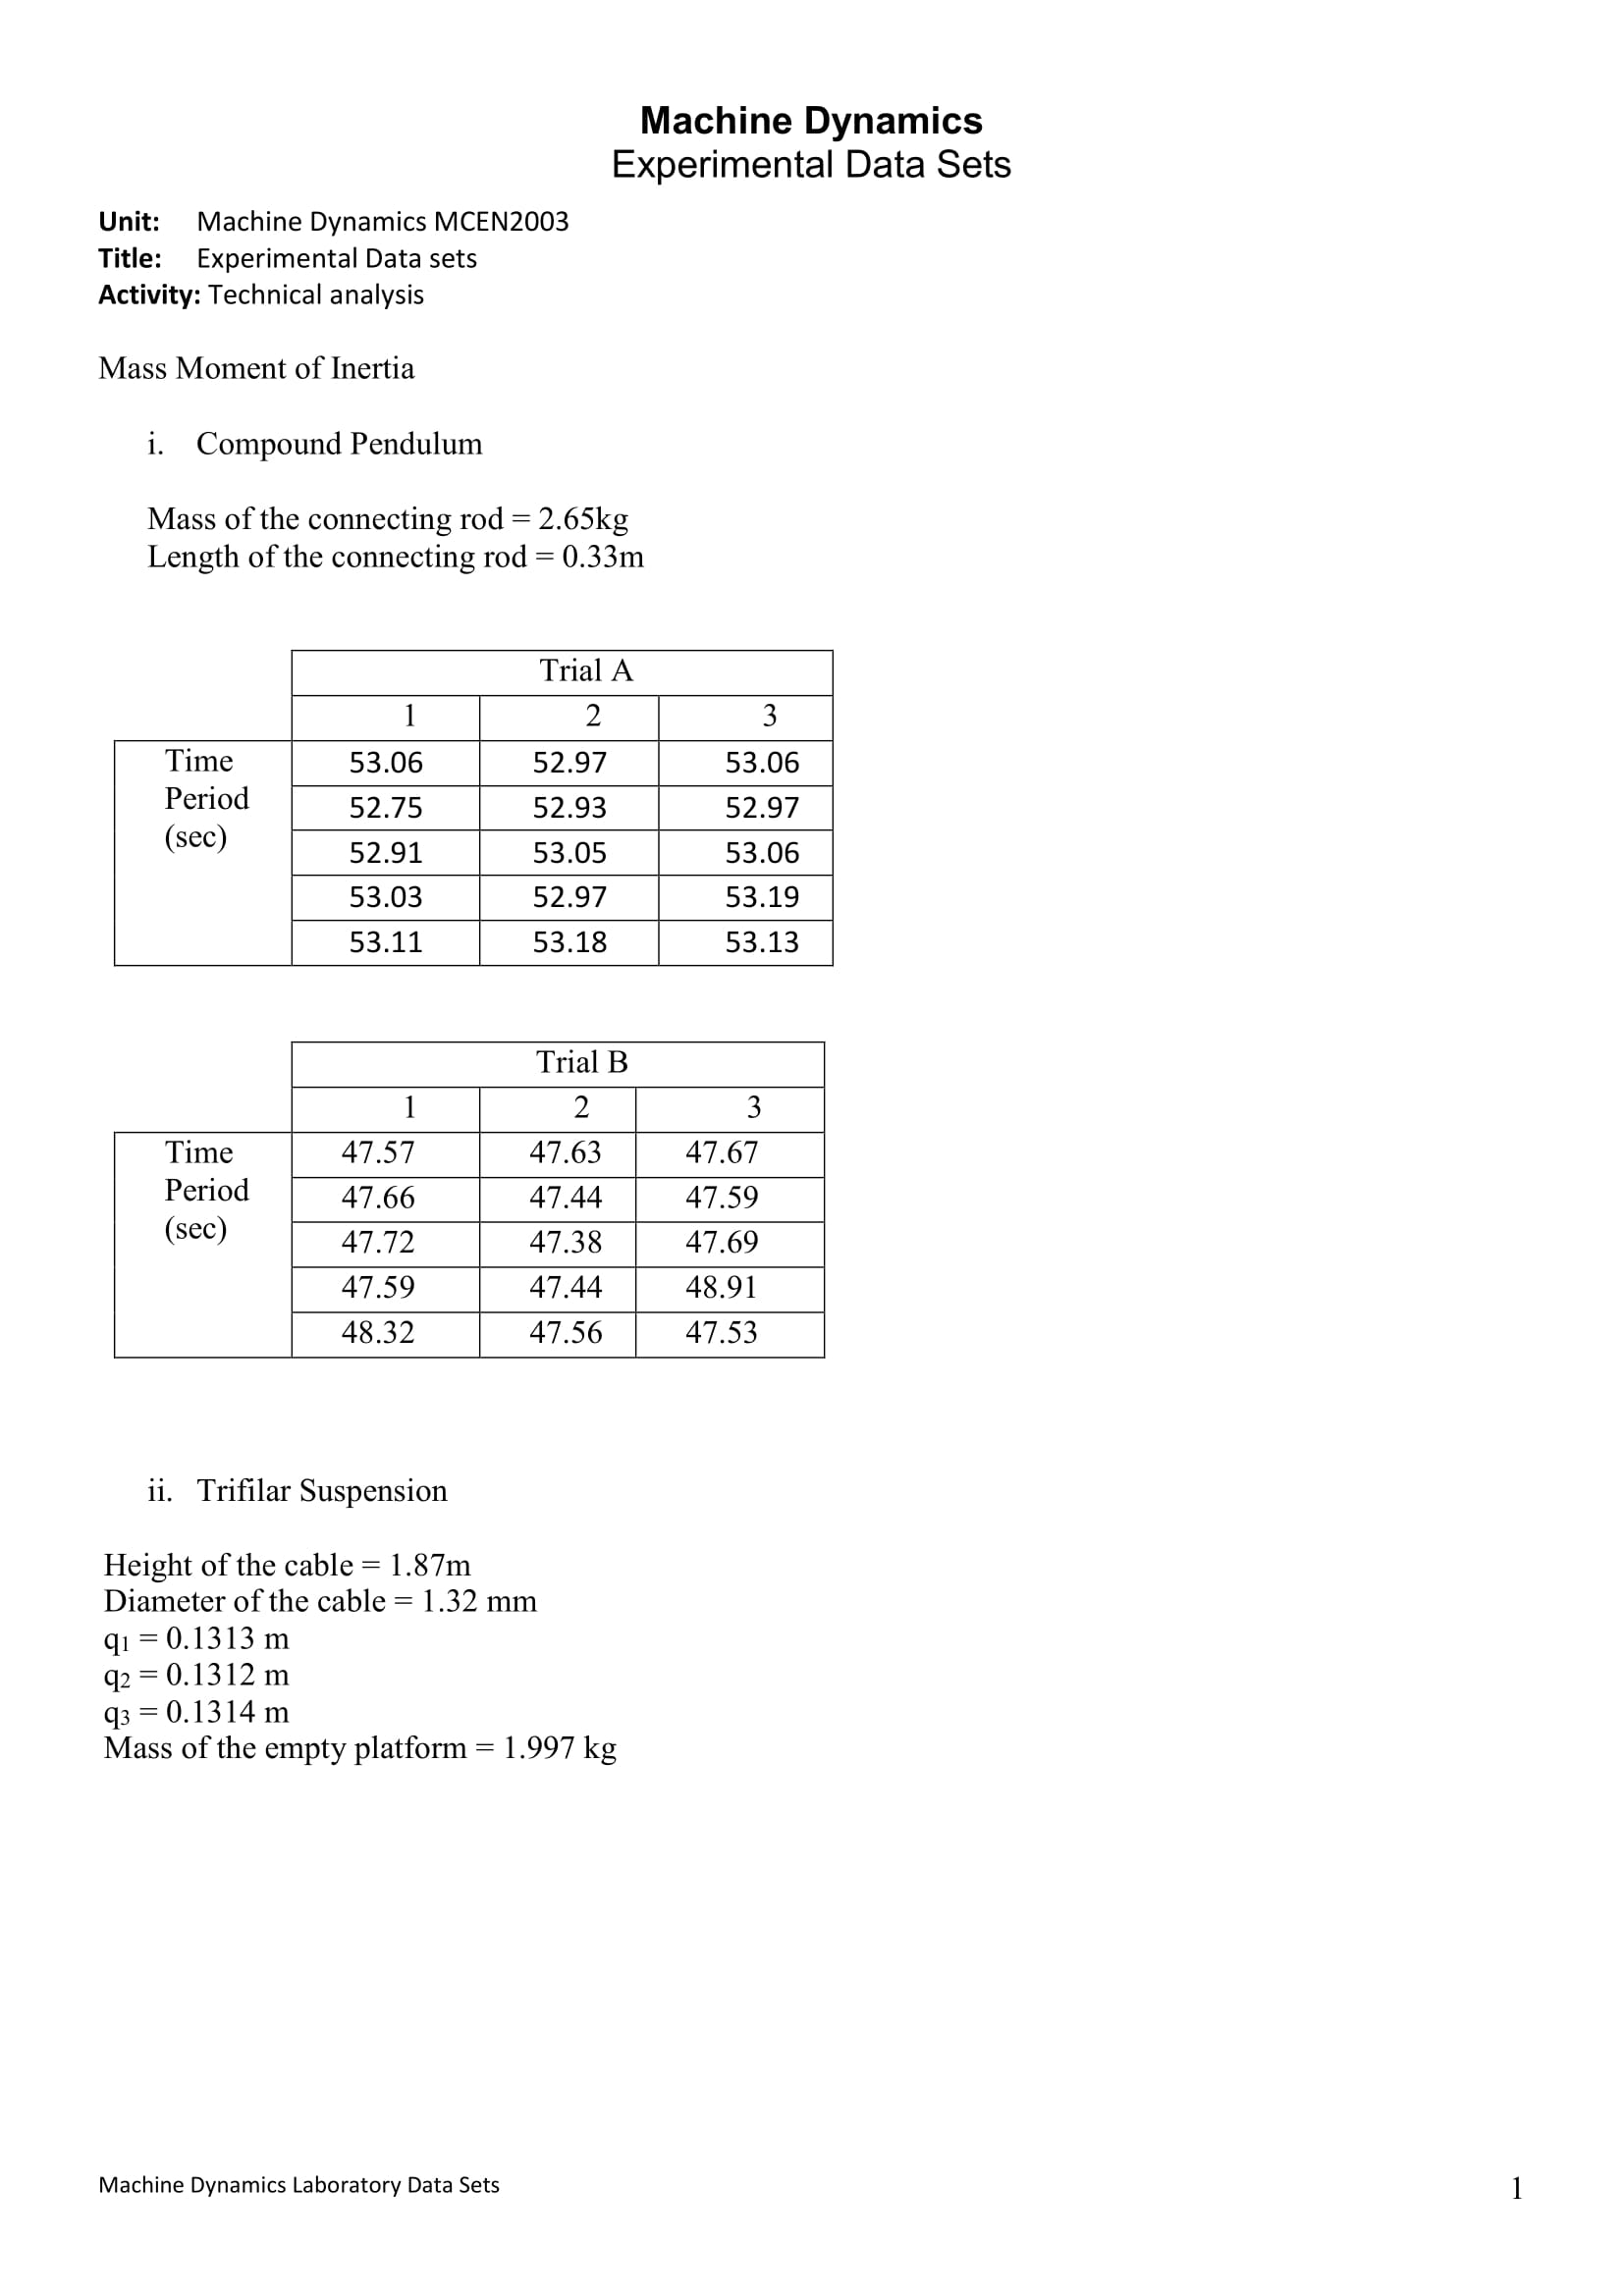 Machine Dynamics
Experimental Data Sets
Unit: Machine Dynamics MCEN2003
Title: Experimental Data sets
Activity: Technical analysis
Mass Moment of Inertia
i. Compound Pendulum
Mass of the connecting rod = 2.65kg
Length of the connecting rod = 0.33m
Trial A
1 2 3
Time Period (sec) 53.06 52.97 53.06
52.75 52.93 52.97
52.91 53.05 53.06
53.03 52.97 53.19
53.11 53.18 53.13
Trial B
1 2 3
Time Period (sec) 47.57 47.63 47.67
47.66 47.44 47.59
47.72 47.38 47.69
47.59 47.44 48.91
48.32 47.56 47.53
ii. Trifilar Suspension
Height of the cable = 1.87m
Diameter of the cable = 1.32 mm
q1 = 0.1313 m
q2 = 0.1312 m
q3 = 0.1314 m
Mass of the empty platform = 1.997 kg
Machine Dynamics Laboratory Data Sets 1